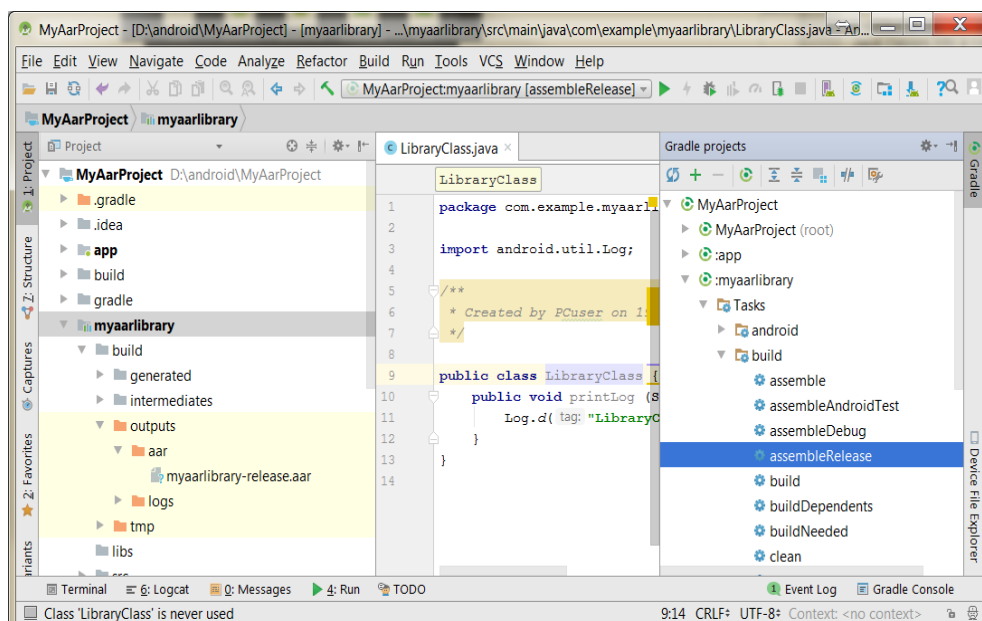 MyAarProject - [D:\android\MyAarProject] - [myaarlibrary] - ...\myaarlibrary\src\main\java\com\example\myaarlibrary\LibraryClass.java - An...
File Edit View Navigate Code Analyze Refactor Build Run Tools VCS Window Help
MyAarProject:myaarlibrary [assembleRelease]
MyAarProject myaarlibrary
1: Project
Z: Structure
Captures
2: Favorites
Project
MyAarProject D:\android\MyAarProject
.gradle
.idea
app
build
gradle
myaarlibrary
build
generated
intermediates
outputs
aar
myaarlibrary-release.aar
logs
tmp
libs
LibraryClass.java
LibraryClass
1 package com.example.myaarli
2
3 import android.util.Log;
4
5 /**
6 * Created by PCuser on 1
7 */
8
9 public class LibraryClass {
10 public void printLog (S
11 Log.d( tag: "LibraryC
12 }
13 }
14
Gradle projects
MyAarProject
MyAarProject (root)
:app
:myaarlibrary
Tasks
android
build
assemble
assembleAndroidTest
assembleDebug
assembleRelease
build
buildDependents
buildNeeded
clean
Gradle
Device File Explorer
Terminal 6: Logcat 0: Messages 4: Run TODO 1 Event Log Gradle Console
Class 'LibraryClass' is never used 9:14 CRLF UTF-8 Context: <no context>